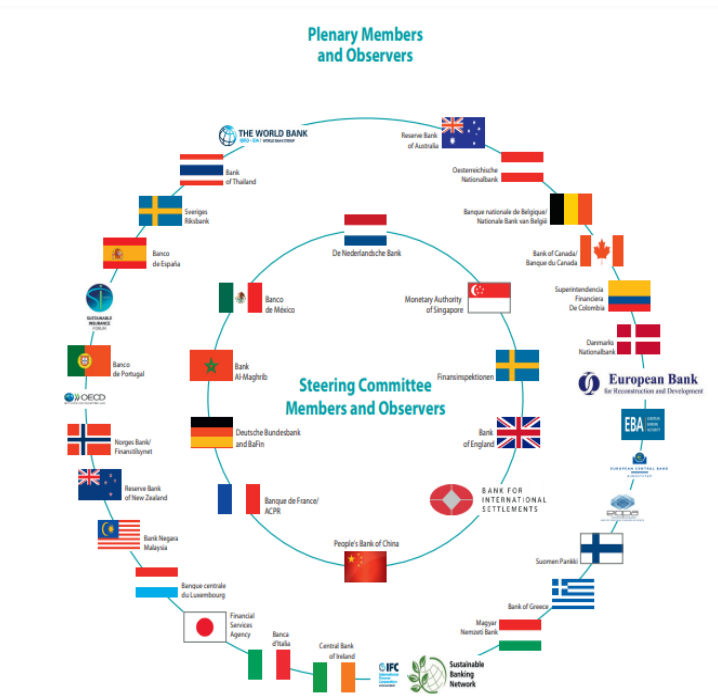 Plenary Members
and Observers
THE WORLD BANK
Reserve Bank
of Australia
Oesterreichische
Nationalbank
Banque nationale de Belgique/
Nationale Bank van België
Bank of Canada/
Banque du Canada
Superintendencia
Financiera
De Colombia
Danmarks
Nationalbank
European Bank
for Reconstruction and Development
EBA
EUROPEAN CENTRAL BANK
Suomen Pankki
Bank of Greece
Magyar
Nemzeti Bank
Sustainable
Banking
Network
IFC
Central Bank
of Ireland
Banca
d'Italia
Financial
Services
Agency
Banque centrale
du Luxembourg
Bank Negara
Malaysia
Reserve Bank
of New Zealand
Norges Bank/
Finanstilsynet
OECD
Banco
de Portugal
SUSTAINABLE
INSURANCE
FORUM
Banco
de España
Sveriges
Riksbank
Bank
of Thailand
Steering Committee
Members and Observers
De Nederlandsche Bank
Monetary Authority
of Singapore
Finansinspektionen
Bank
of England
BANK FOR
INTERNATIONAL
SETTLEMENTS
People's Bank of China
Banque de France/
ACPR
Deutsche Bundesbank
and BaFin
Bank
Al-Maghrib
Banco
de México